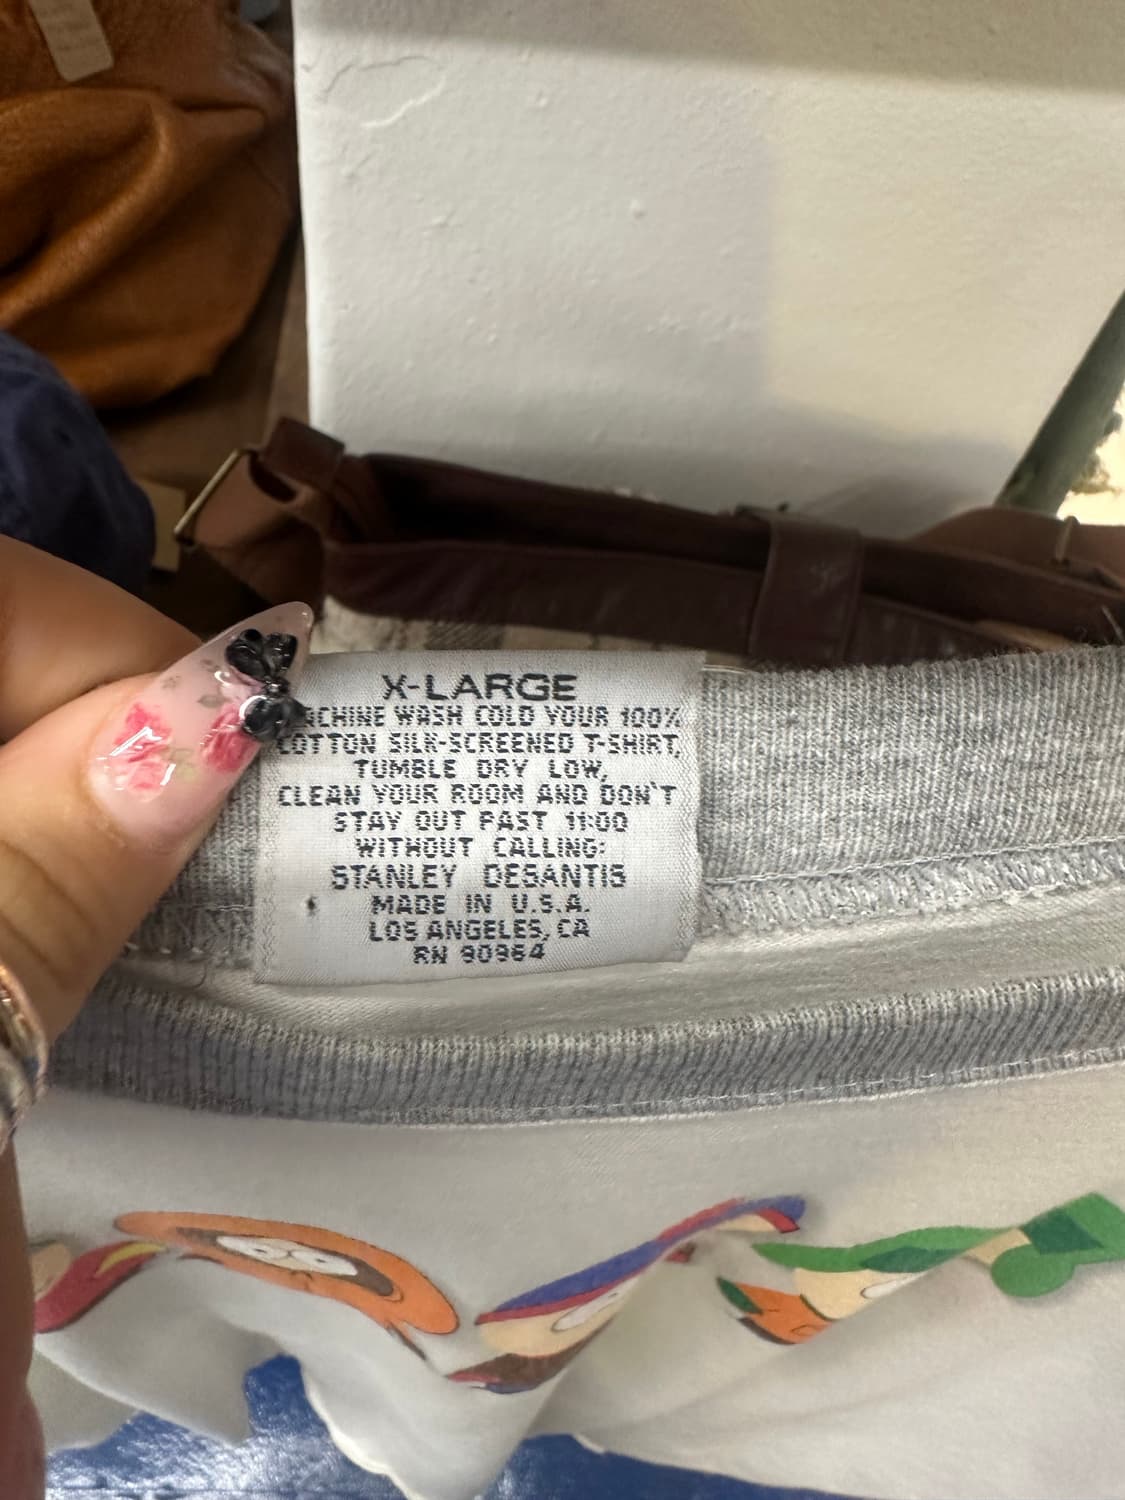 X-LARGE
MACHINE WASH COLD YOUR 100%
COTTON SILK-SCREENED T-SHIRT,
TUMBLE DRY LOW,
CLEAN YOUR ROOM AND DON'T
STAY OUT PAST 11:00
WITHOUT CALLING:
STANLEY DESANTIS
MADE IN U.S.A.
LOS ANGELES, CA
RN 90964